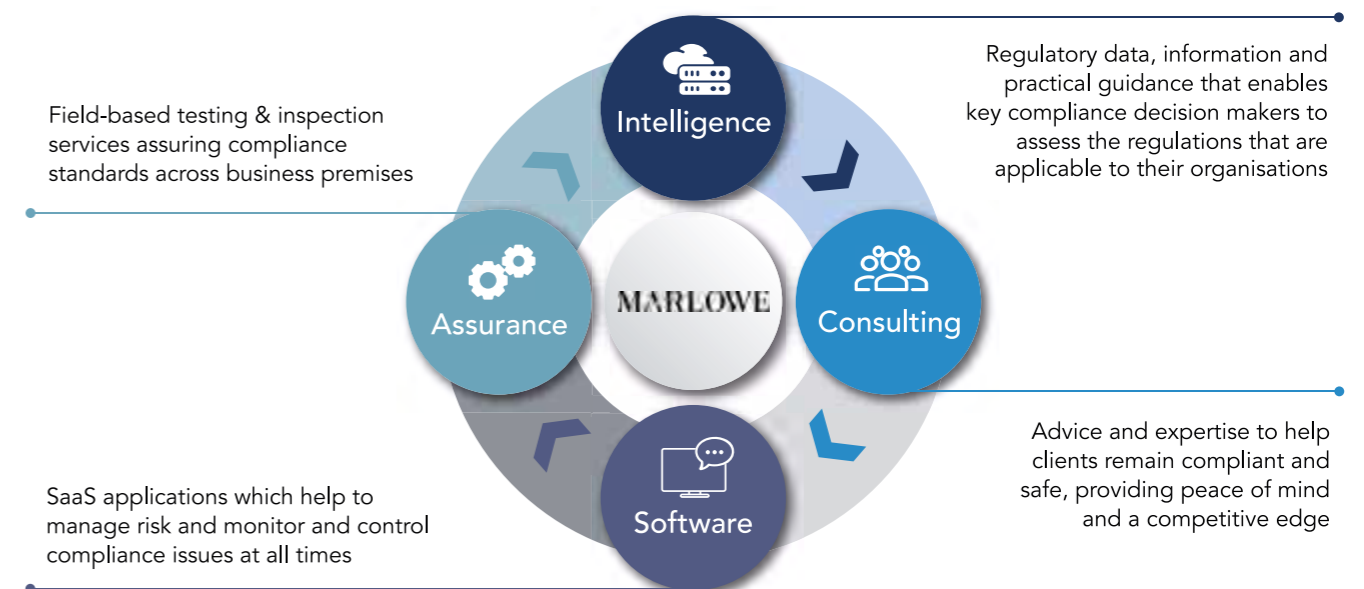 Intelligence
Regulatory data, information and
practical guidance that enables
key compliance decision makers to
assess the regulations that are
applicable to their organisations
Field-based testing & inspection
services assuring compliance
standards across business premises
Assurance
MARLOWE
Consulting
Advice and expertise to help
clients remain compliant and
safe, providing peace of mind
and a competitive edge
SaaS applications which help to
manage risk and monitor and control
compliance issues at all times
Software